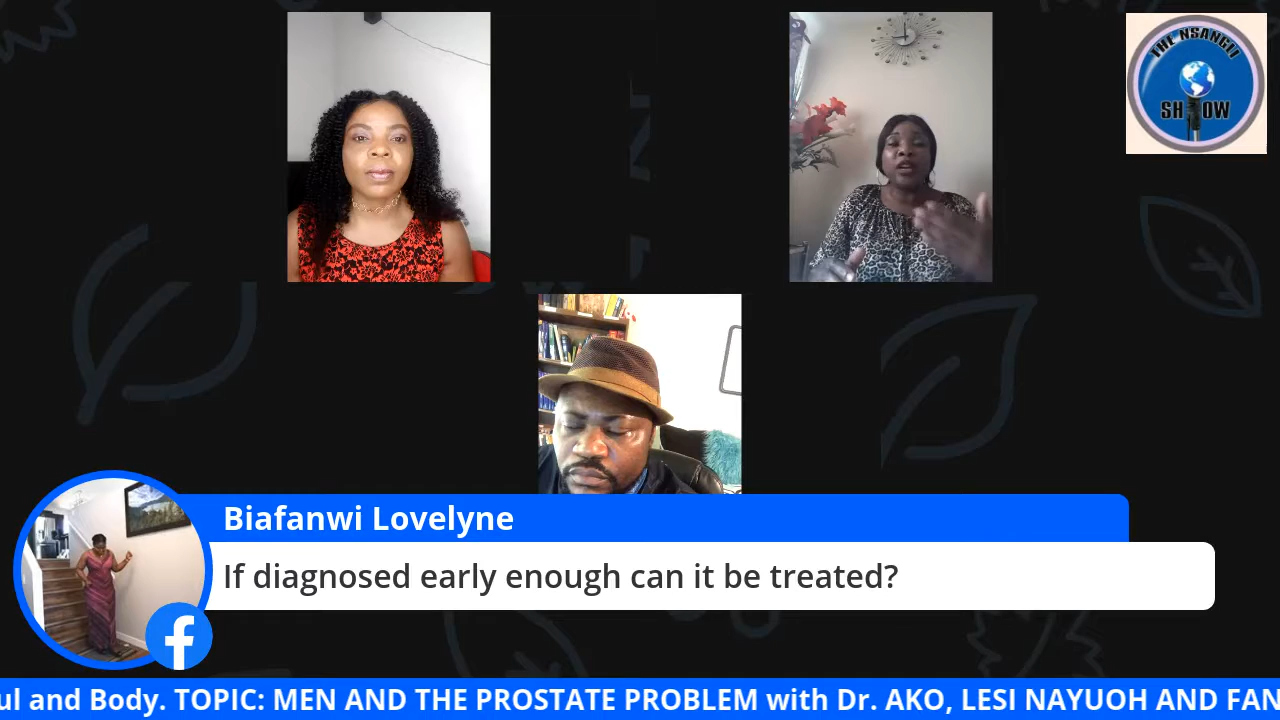 THE NSANGII
SHOW
Biafanwi Lovelyne
If diagnosed early enough can it be treated?
ul and Body. TOPIC: MEN AND THE PROSTATE PROBLEM with Dr. AKO, LESI NAYUOH AND FAN